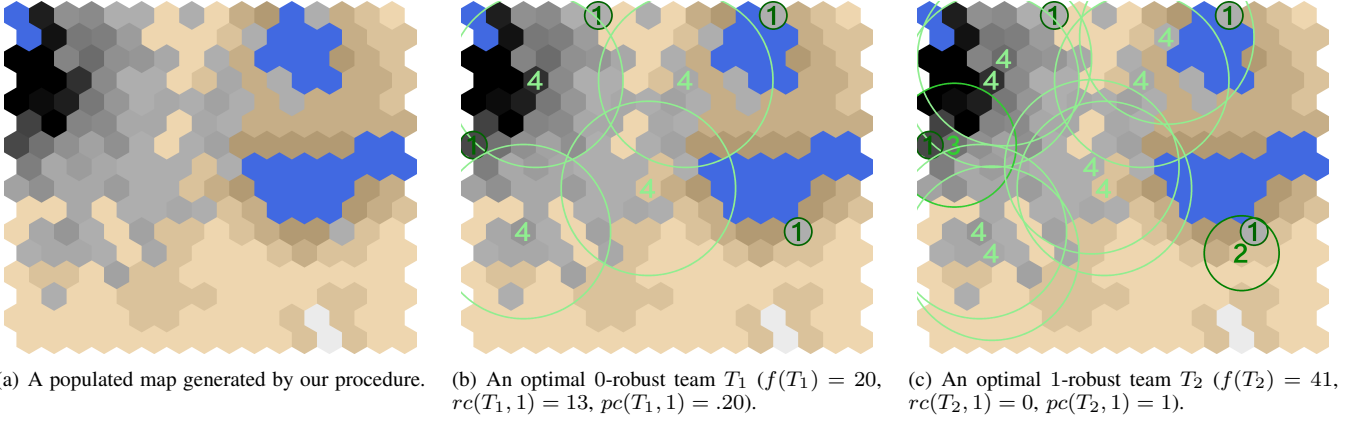 1 1
4 4
1
4
4 1
1 1
4
4
4 4
1 3
4
4
4 1
4 2
a) A populated map generated by our procedure.
(b) An optimal 0-robust team T1 (f(T1) = 20,
rc(T1, 1) = 13, pc(T1, 1) = .20).
(c) An optimal 1-robust team T2 (f(T2) = 41,
rc(T2, 1) = 0, pc(T2, 1) = 1).